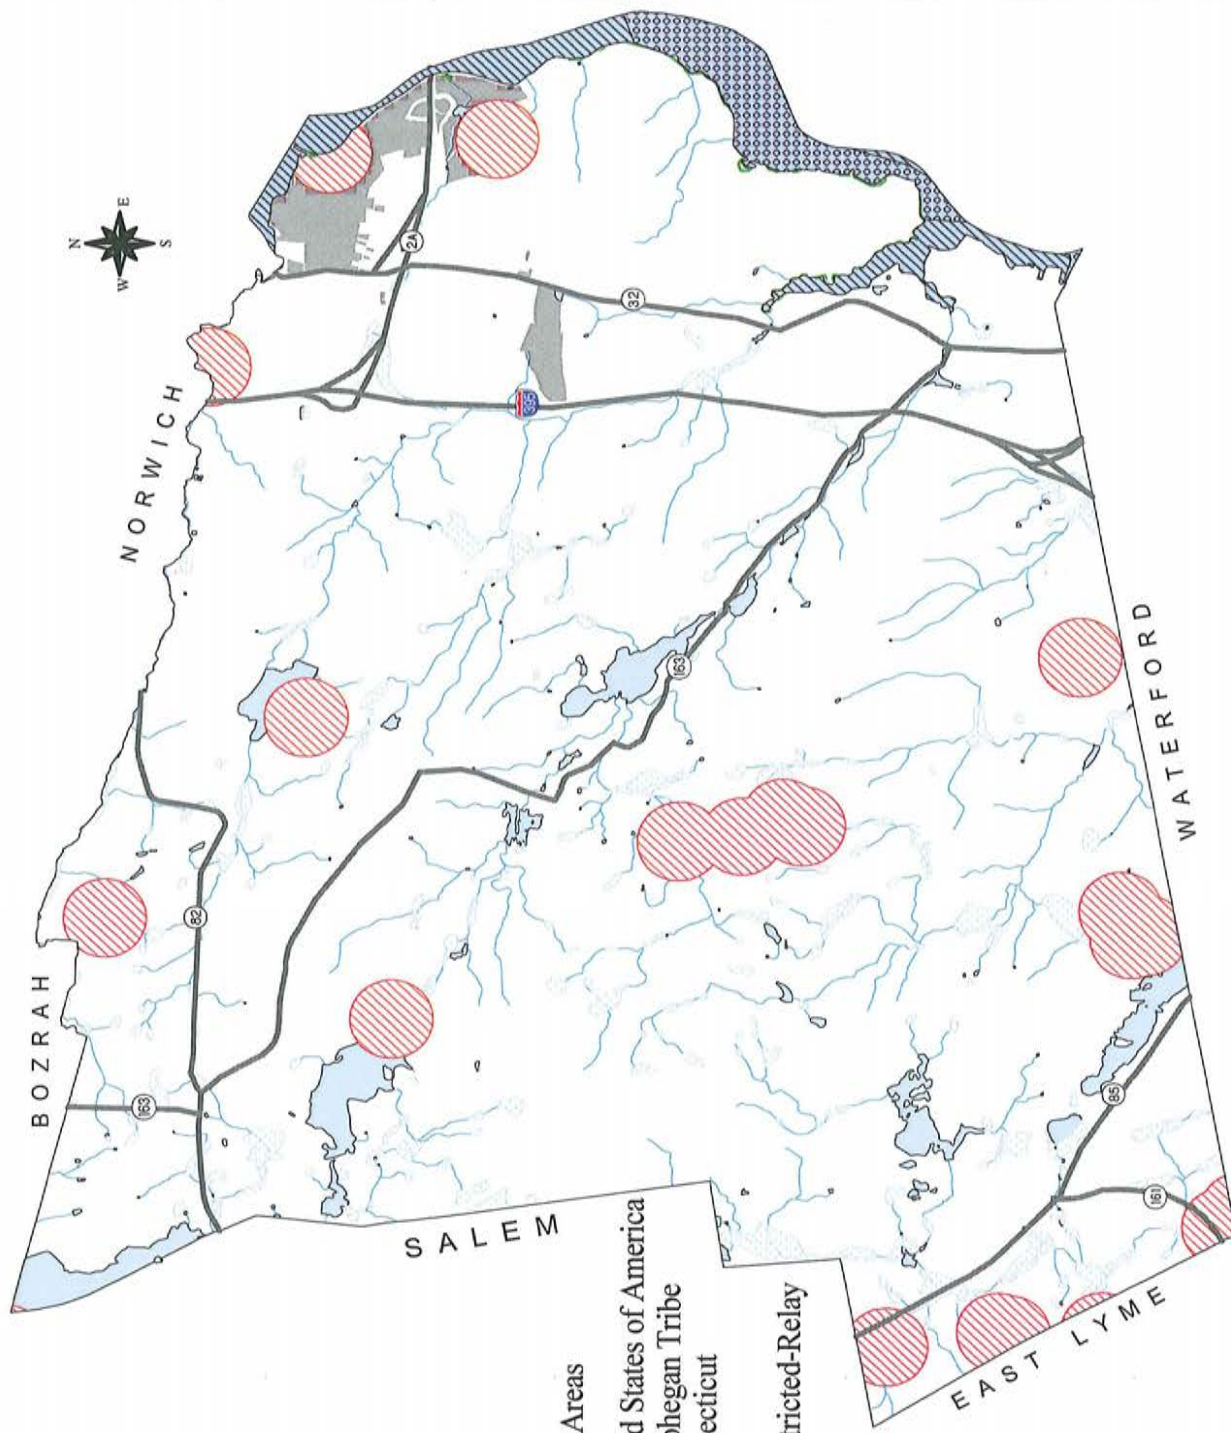 N
W E
S
NORWICH
BOZRAH
2A
82
163
32
395
163
SALEM
WATERFORD
85
161
EAST LYME
Areas
d States of America
hegan Tribe
ecticut
tricted-Relay